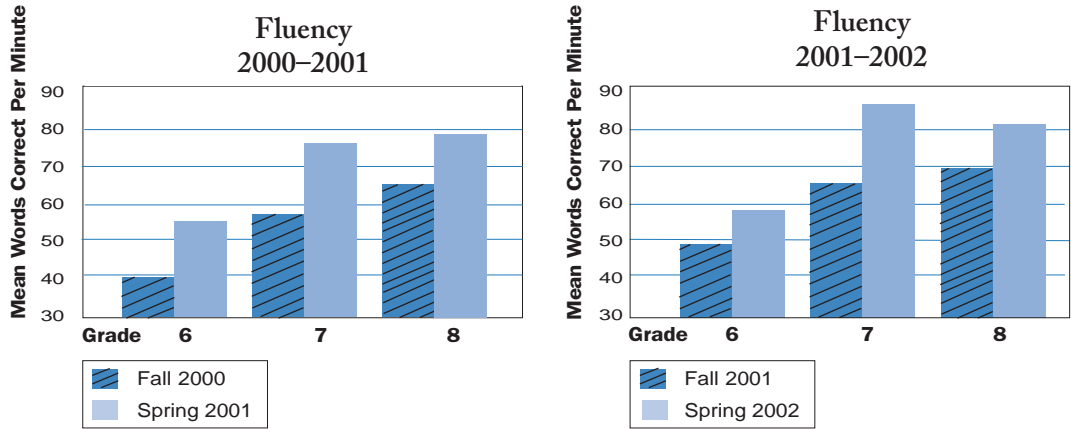 Fluency
2000–2001
Mean Words Correct Per Minute
90
80
70
60
50
40
30
Grade 6 7 8
Fall 2000
Spring 2001
Fluency
2001–2002
Mean Words Correct Per Minute
90
80
70
60
50
40
30
Grade 6 7 8
Fall 2001
Spring 2002